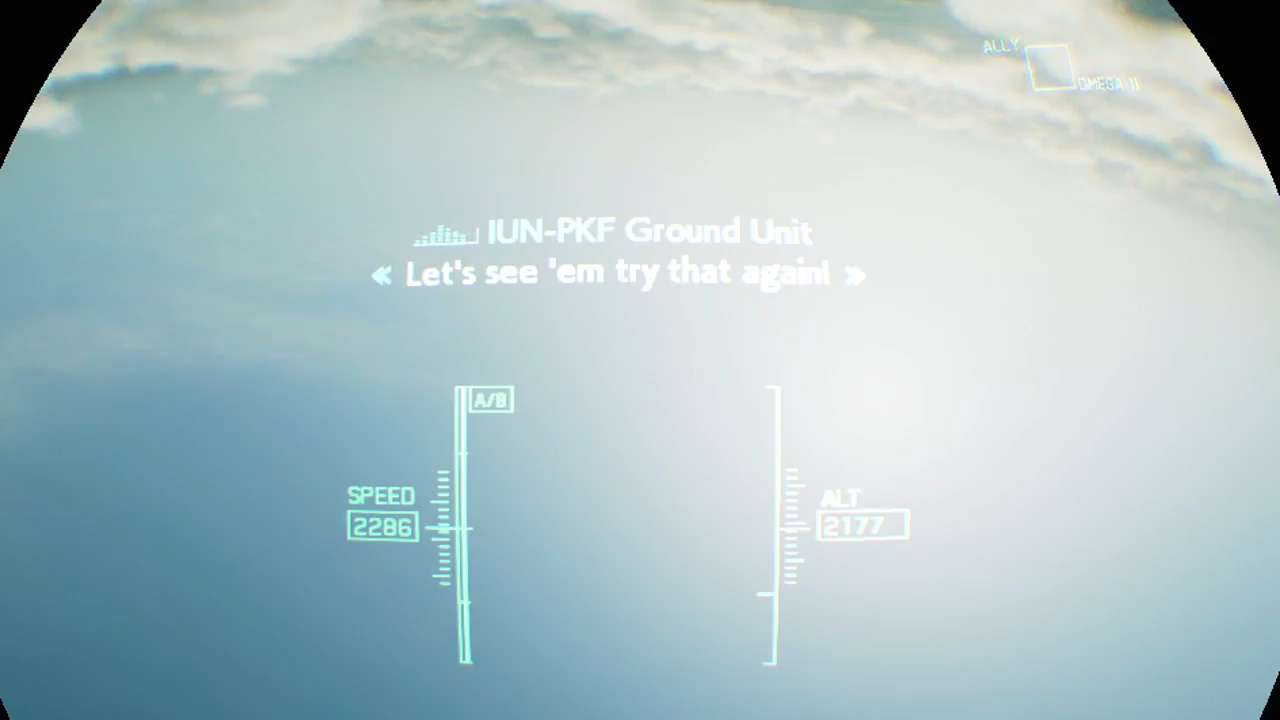 ALLY
OMEGA 11
IUN-PKF Ground Unit
« Let's see 'em try that again! »
A/B
SPEED
2286
ALT
2177